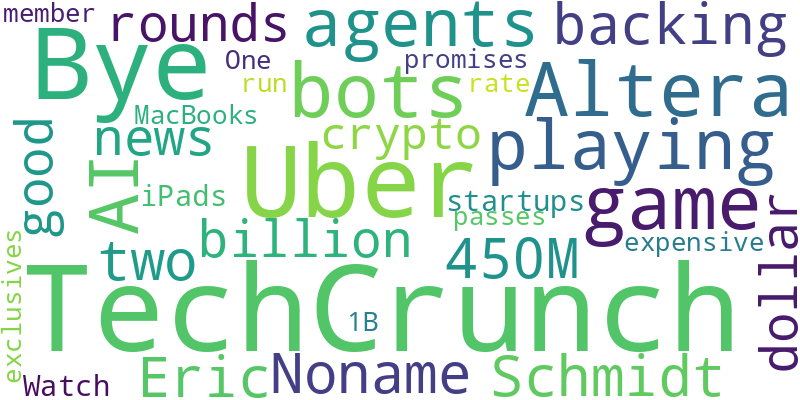 member
rounds
agents
backing
Bye
One
promises
run
bots
rate
Altera
MacBooks
news
crypto
playing
good
AI
Uber
iPads
startups
game
passes
dollar
billion
expensive
two
450M
exclusives
TechCrunch
1B
Eric
Noname
Schmidt
Watch